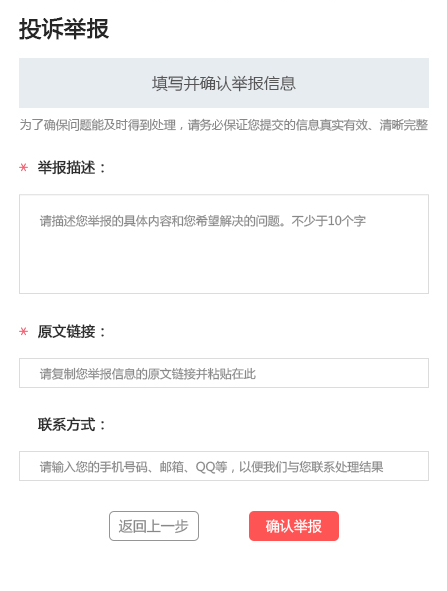 投诉举报
填写并确认举报信息
为了确保问题能及时得到处理，请务必保证您提交的信息真实有效、清晰完整
* 举报描述：
请描述您举报的具体内容和您希望解决的问题。不少于10个字
* 原文链接：
请复制您举报信息的原文链接并粘贴在此
联系方式：
请输入您的手机号码、邮箱、QQ等，以便我们与您联系处理结果
返回上一步 确认举报